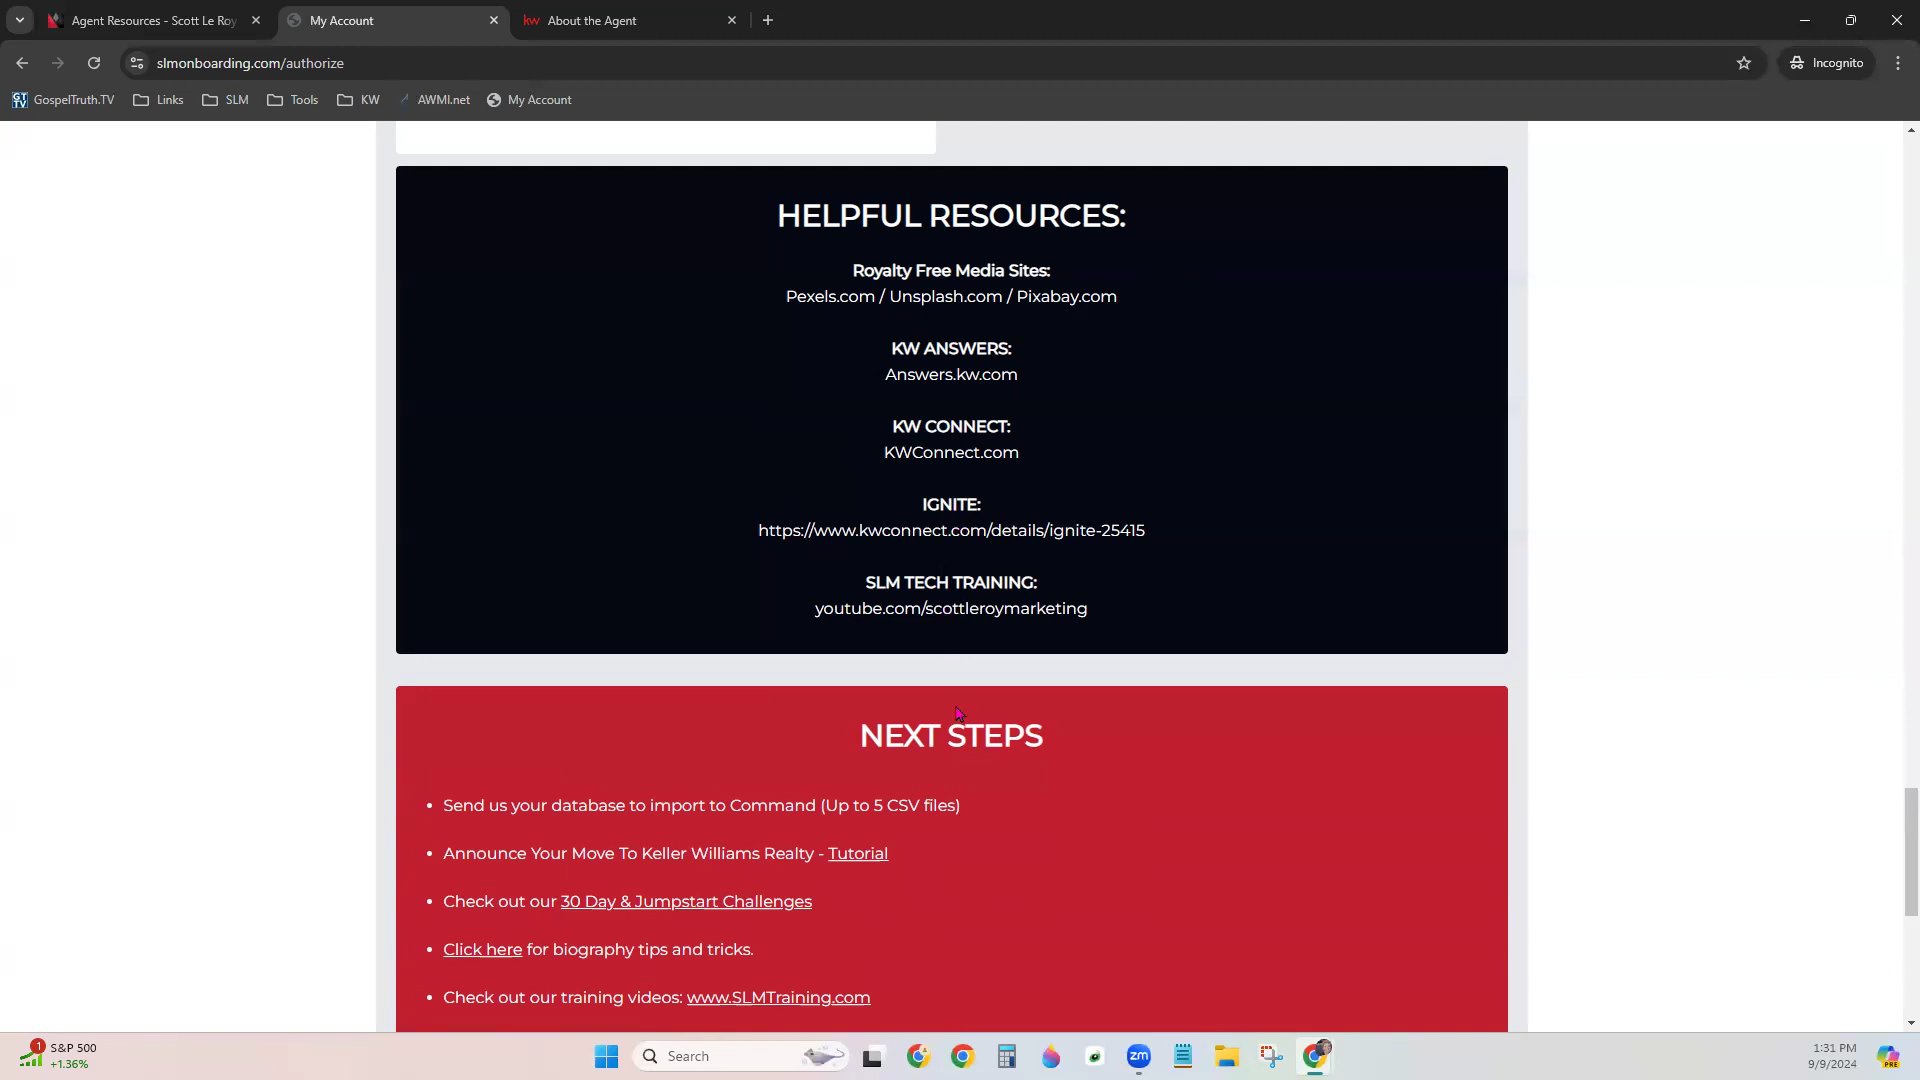 Agent Resources - Scott Le Roy
My Account
kw About the Agent
slmonboarding.com/authorize
Incognito
GT TV GospelTruth.TV
Links
SLM
Tools
KW
AWMI.net
My Account
HELPFUL RESOURCES:
Royalty Free Media Sites:
Pexels.com / Unsplash.com / Pixabay.com
KW ANSWERS:
Answers.kw.com
KW CONNECT:
KWConnect.com
IGNITE:
https://www.kwconnect.com/details/ignite-25415
SLM TECH TRAINING:
youtube.com/scottleroymarketing
NEXT STEPS
• Send us your database to import to Command (Up to 5 CSV files)
• Announce Your Move To Keller Williams Realty - Tutorial
• Check out our 30 Day & Jumpstart Challenges
• Click here for biography tips and tricks.
• Check out our training videos: www.SLMTraining.com
1
S&P 500
+1.36%
Search
zm
1:31 PM
9/9/2024
PRE